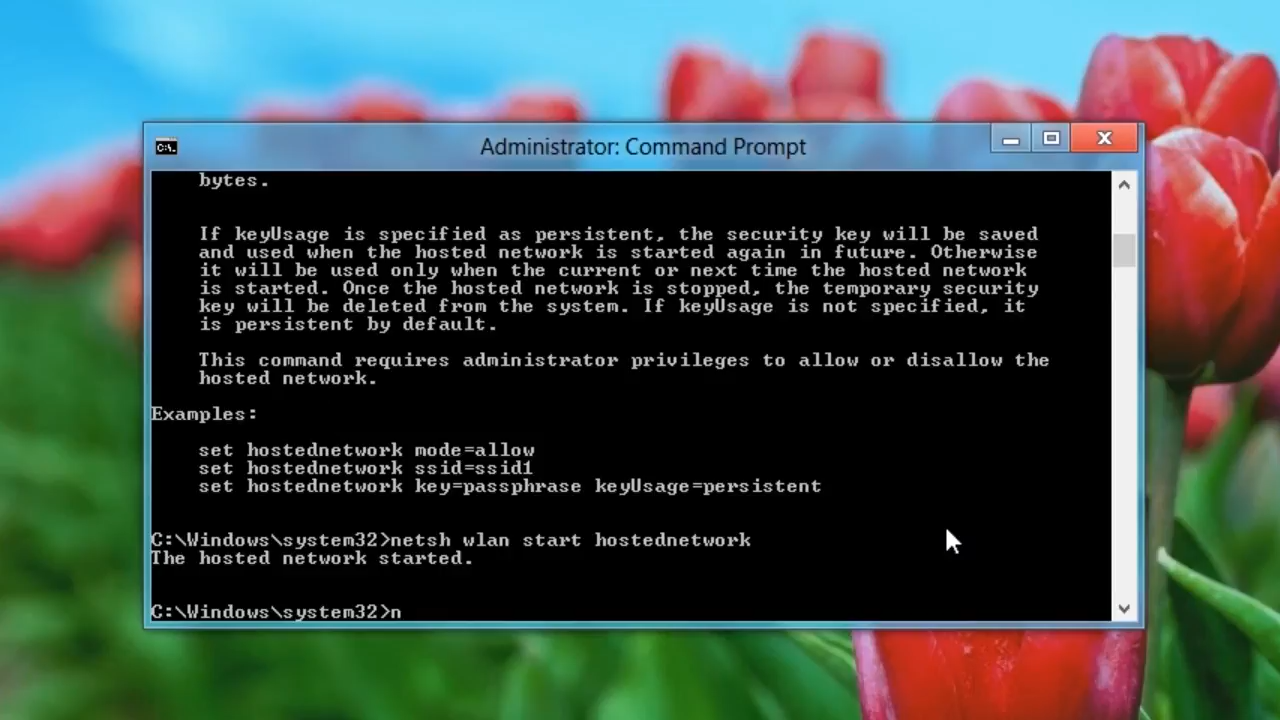 Administrator: Command Prompt
bytes.
If keyUsage is specified as persistent, the security key will be saved
and used when the hosted network is started again in future. Otherwise
it will be used only when the current or next time the hosted network
is started. Once the hosted network is stopped, the temporary security
key will be deleted from the system. If keyUsage is not specified, it
is persistent by default.
This command requires administrator privileges to allow or disallow the
hosted network.
Examples:
set hostednetwork mode=allow
set hostednetwork ssid=ssid1
set hostednetwork key=passphrase keyUsage=persistent
C:\Windows\system32>netsh wlan start hostednetwork
The hosted network started.
C:\Windows\system32>n